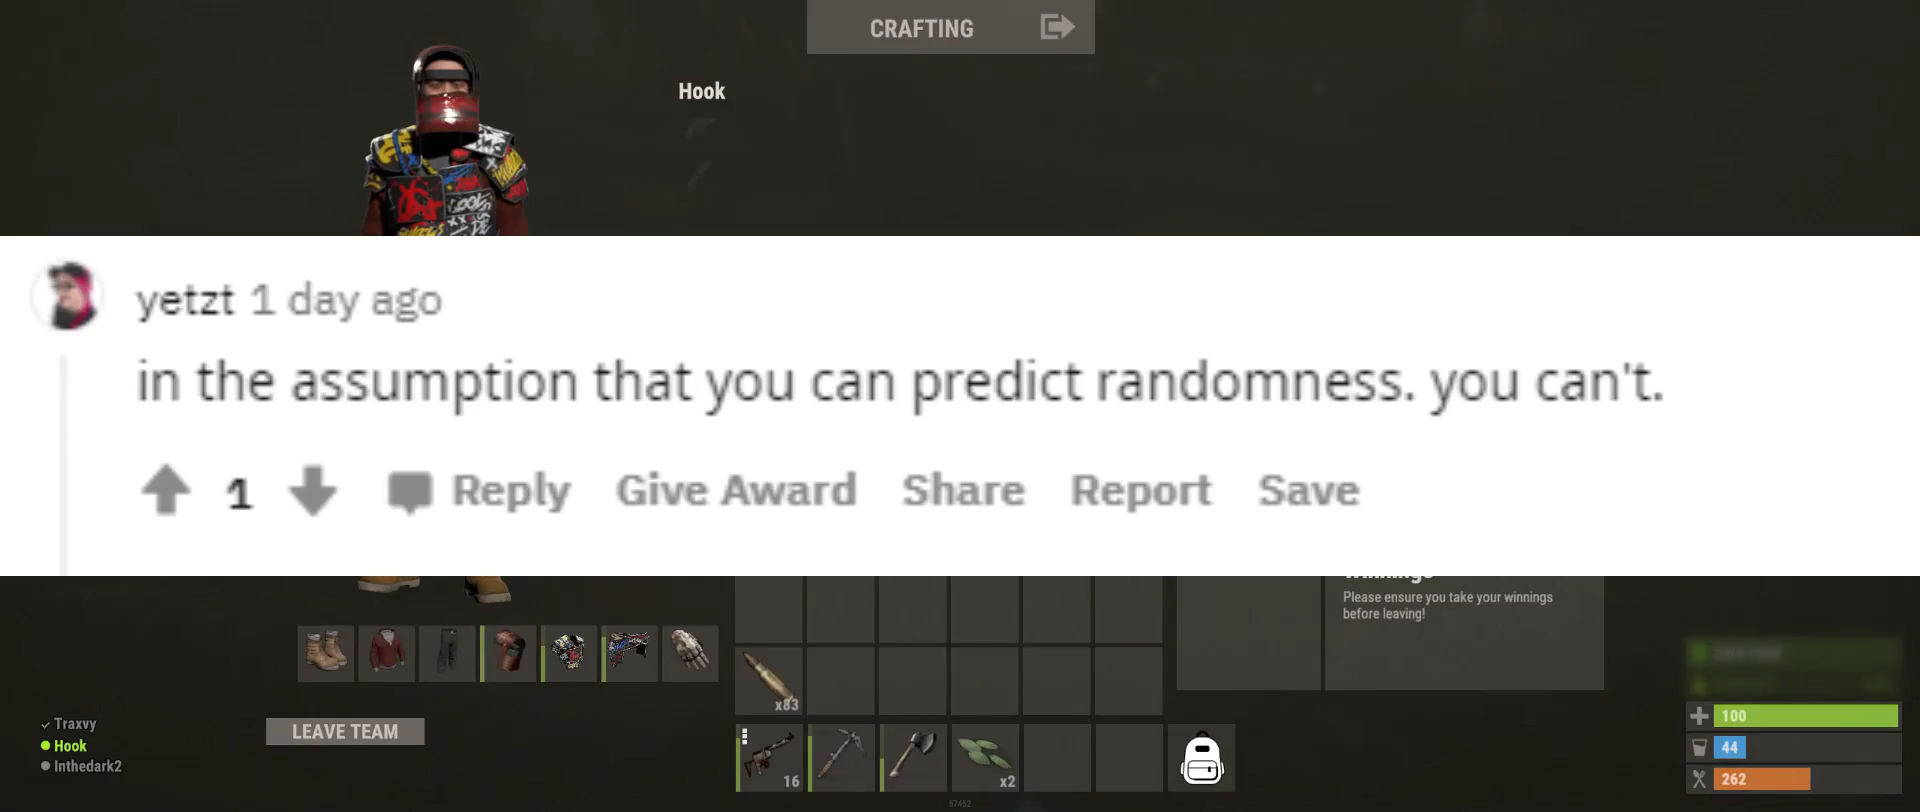 CRAFTING
Hook
yetzt 1 day ago
in the assumption that you can predict randomness. you can't.
1 Reply Give Award Share Report Save
Please ensure you take your winnings
before leaving!
x83
Traxvy
Hook
Inthedark2
LEAVE TEAM
16
x2
100
44
262